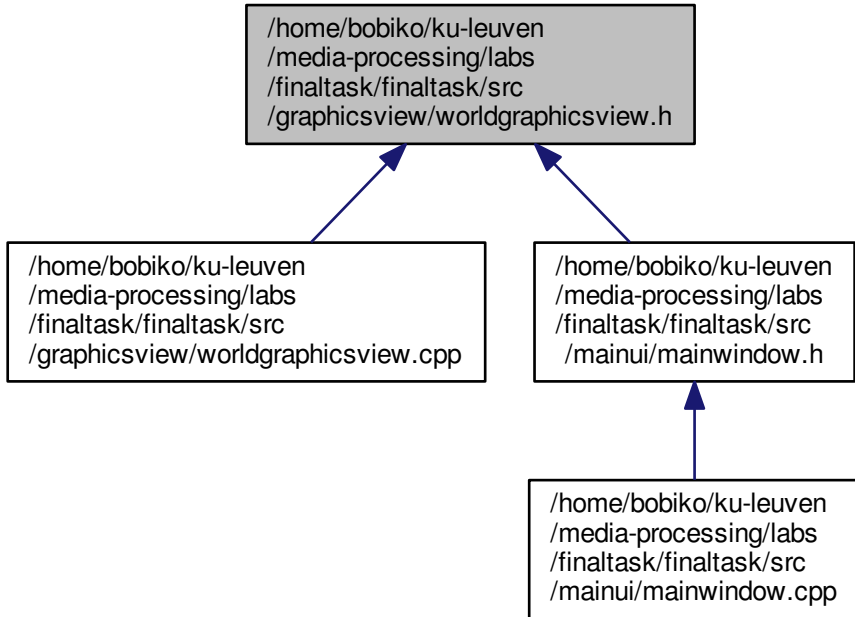 /home/bobiko/ku-leuven
/media-processing/labs
/finaltask/finaltask/src
/graphicsview/worldgraphicsview.h
/home/bobiko/ku-leuven
/media-processing/labs
/finaltask/finaltask/src
/graphicsview/worldgraphicsview.cpp
/home/bobiko/ku-leuven
/media-processing/labs
/finaltask/finaltask/src
/mainui/mainwindow.h
/home/bobiko/ku-leuven
/media-processing/labs
/finaltask/finaltask/src
/mainui/mainwindow.cpp